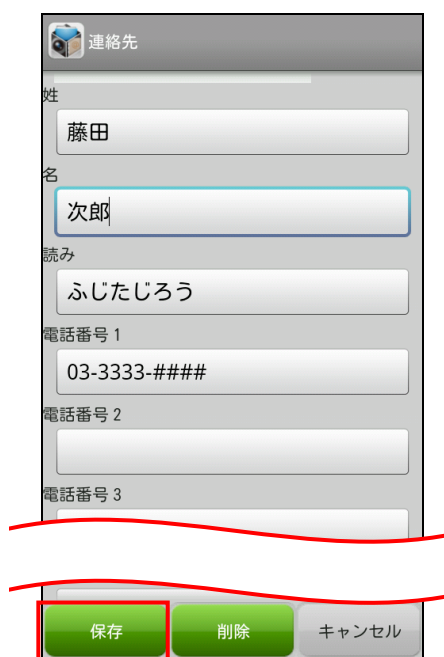 連絡先
姓
藤田
名
次郎
読み
ふじたじろう
電話番号 1
03-3333-####
電話番号 2
電話番号 3
保存
削除
キャンセル